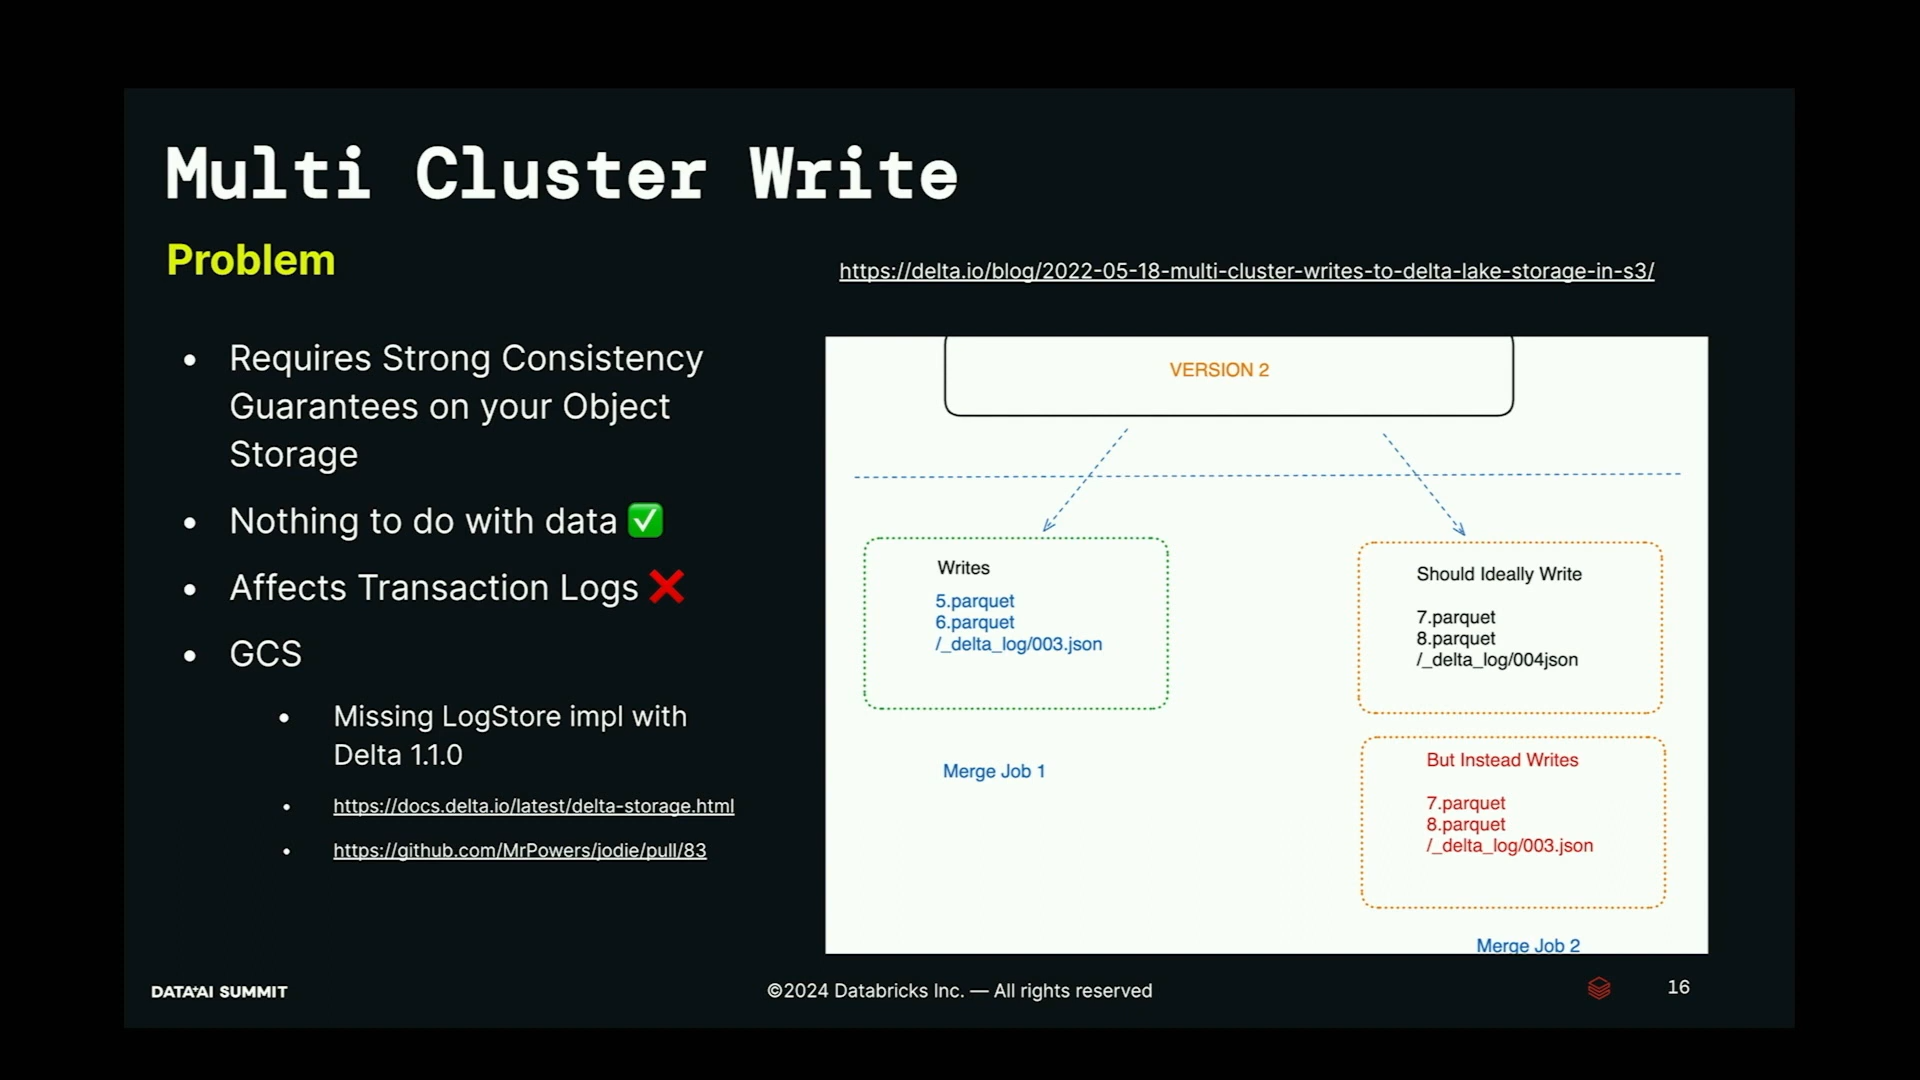 Multi Cluster Write
Problem
https://delta.io/blog/2022-05-18-multi-cluster-writes-to-delta-lake-storage-in-s3/
• Requires Strong Consistency
Guarantees on your Object
Storage
• Nothing to do with data ✅
• Affects Transaction Logs ❌
• GCS
• Missing LogStore impl with
Delta 1.1.0
• https://docs.delta.io/latest/delta-storage.html
• https://github.com/MrPowers/jodie/pull/83
VERSION 2
Writes
5.parquet
6.parquet
/_delta_log/003.json
Merge Job 1
Should Ideally Write
7.parquet
8.parquet
/_delta_log/004json
But Instead Writes
7.parquet
8.parquet
/_delta_log/003.json
Merge Job 2
DATA+AI SUMMIT
©2024 Databricks Inc. — All rights reserved
16